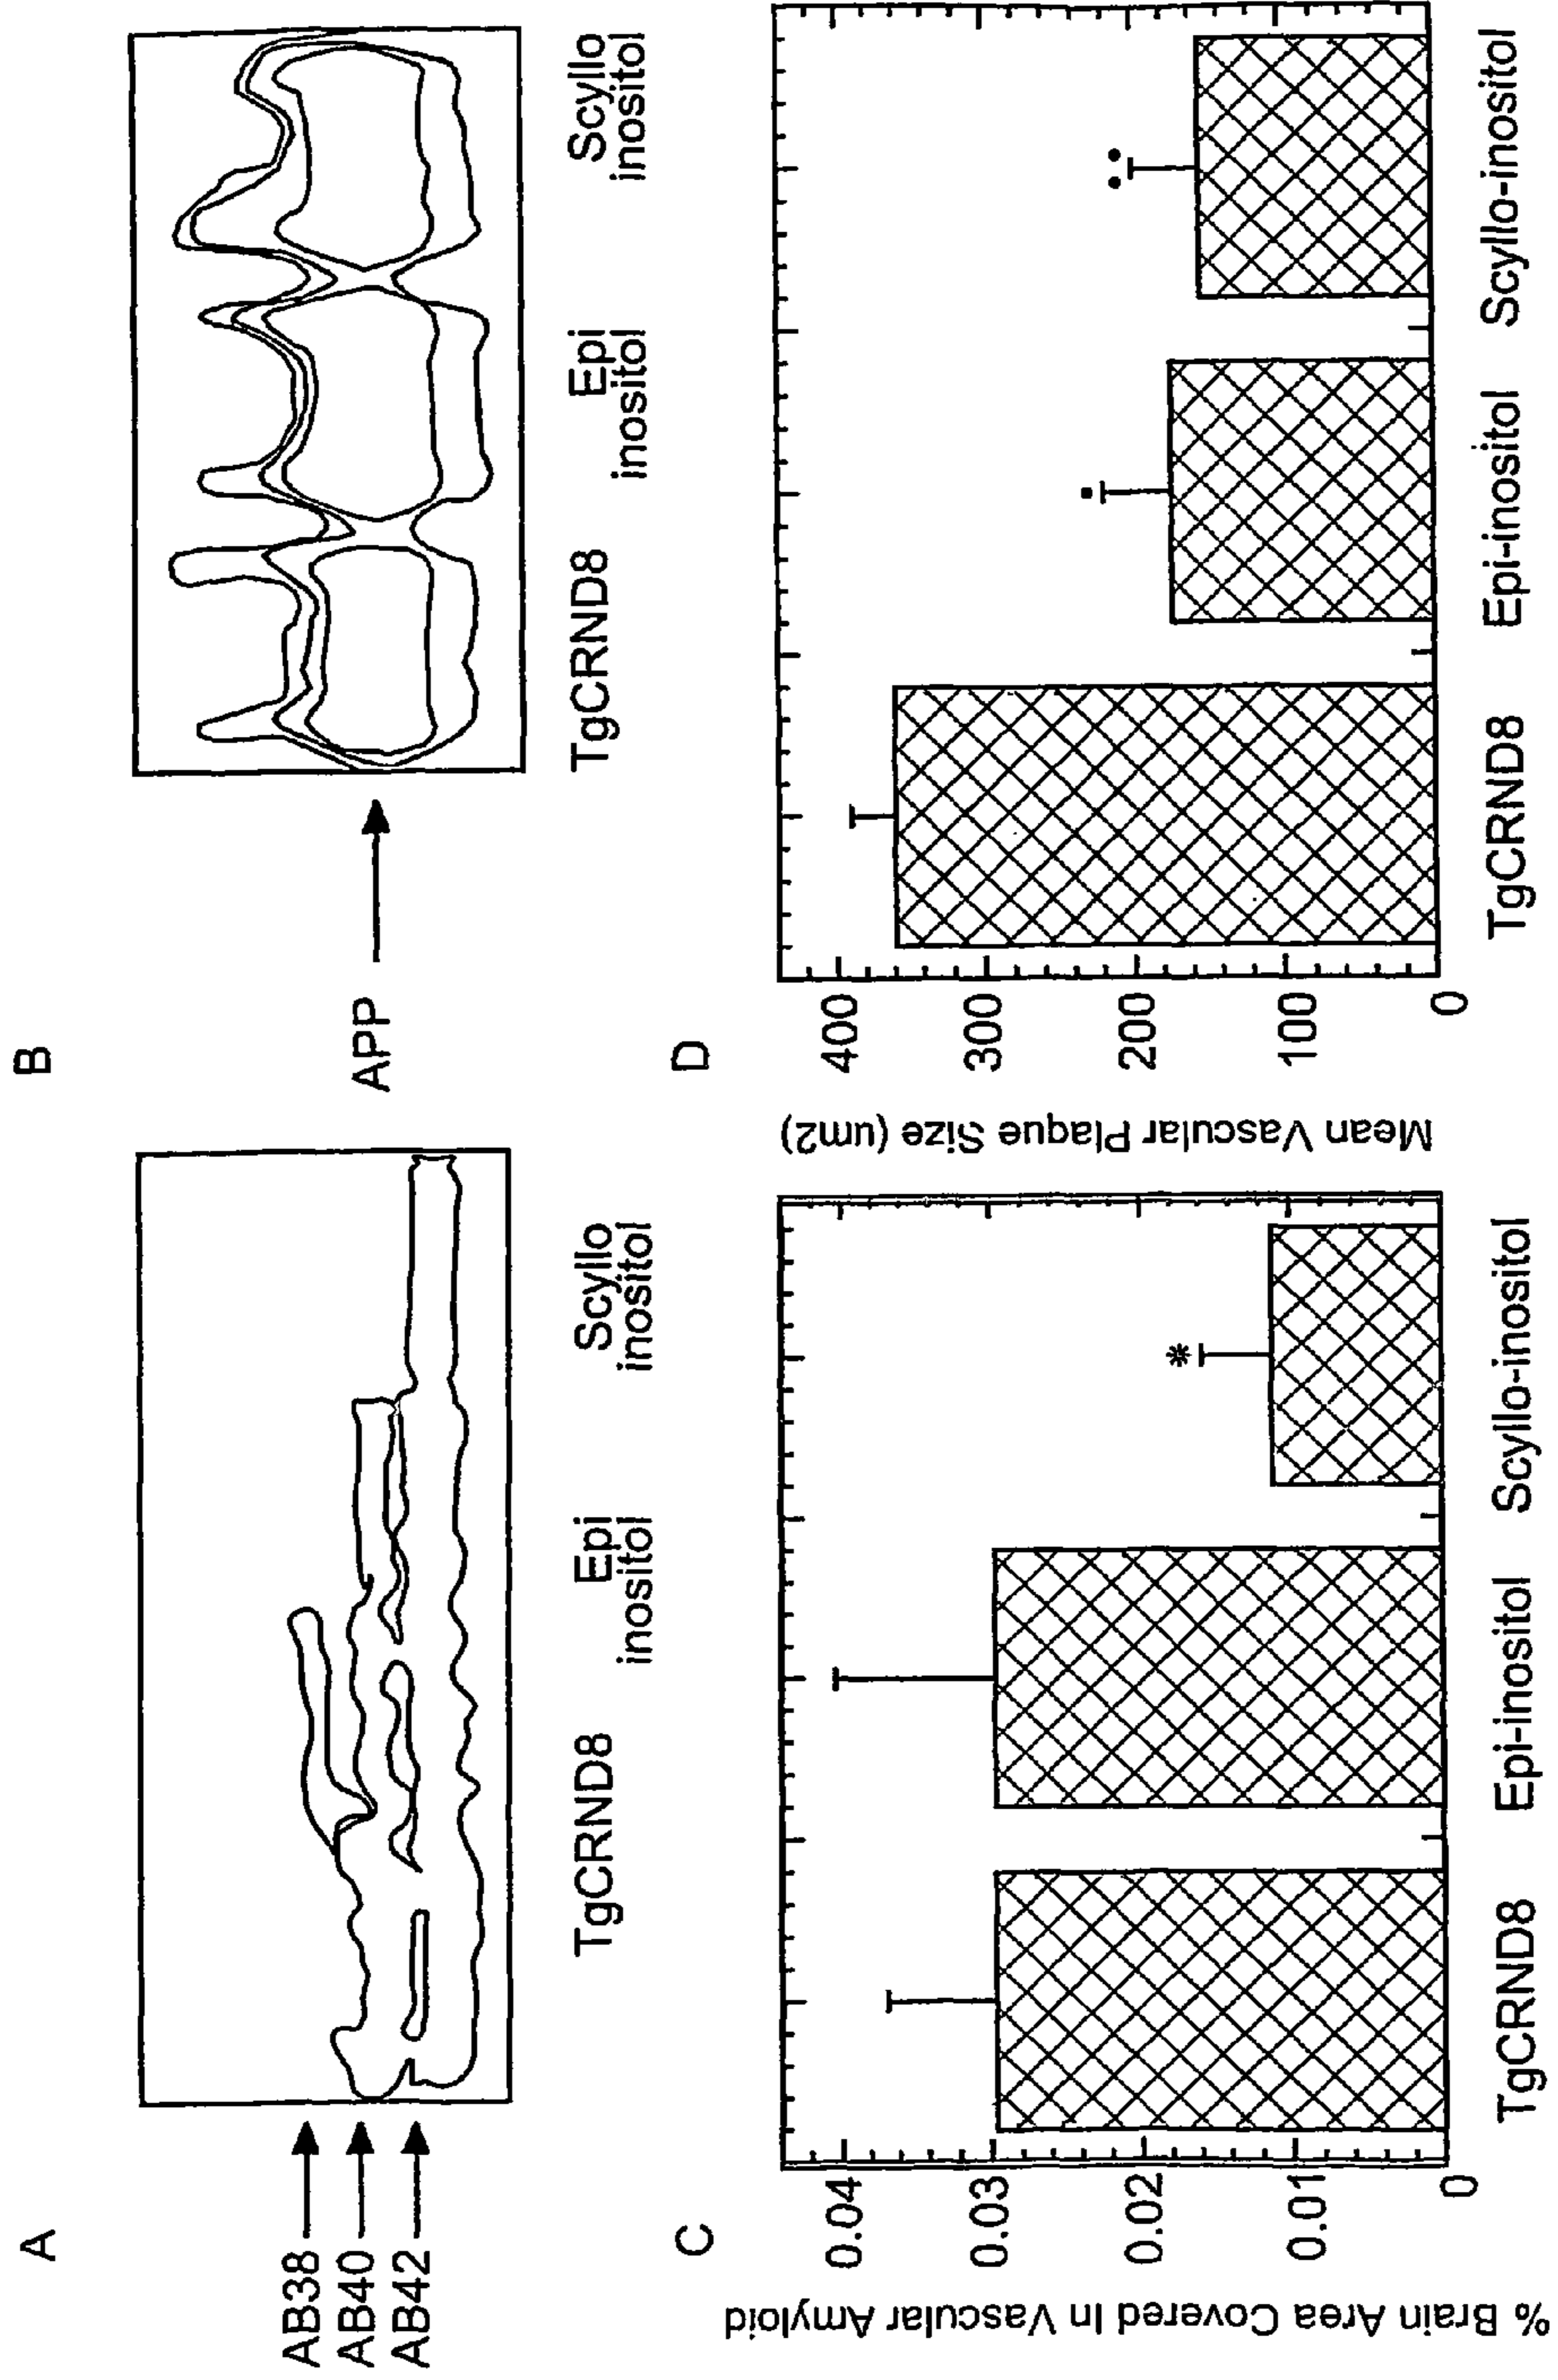 A
AB38
AB40
AB42
TgCRND8
Epi
inositol
Scyllo
inositol
B
APP
TgCRND8
Epi
inositol
Scyllo
inositol
C
% Brain Area Covered In Vascular Amyloid
0.04
0.03
0.02
0.01
0
*
TgCRND8
Epi-inositol
Scyllo-inositol
D
Mean Vascular Plaque Size (um2)
400
300
200
100
0
TgCRND8
Epi-inositol
Scyllo-inositol